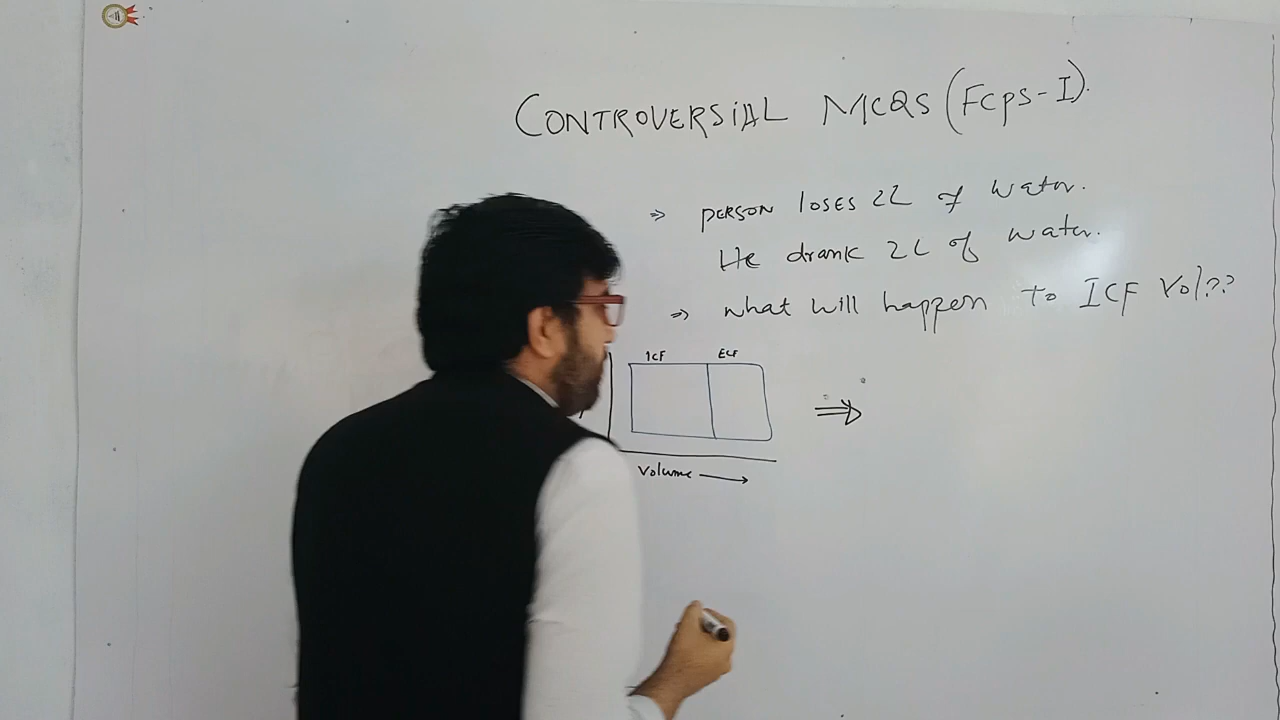 CONTROVERSIAL MCQS (FCPS-I).
⇒ PERSON LOSES 2L of water.
He drank 2L of water.
⇒ what will happen to ICF Vol??
ICF ECF
⇒
Volume →